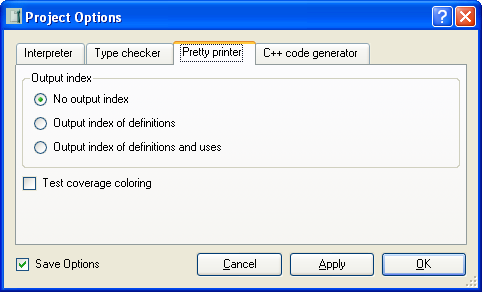 Project Options
Interpreter Type checker Pretty printer C++ code generator
Output index
No output index
Output index of definitions
Output index of definitions and uses
Test coverage coloring
Save Options Cancel Apply OK